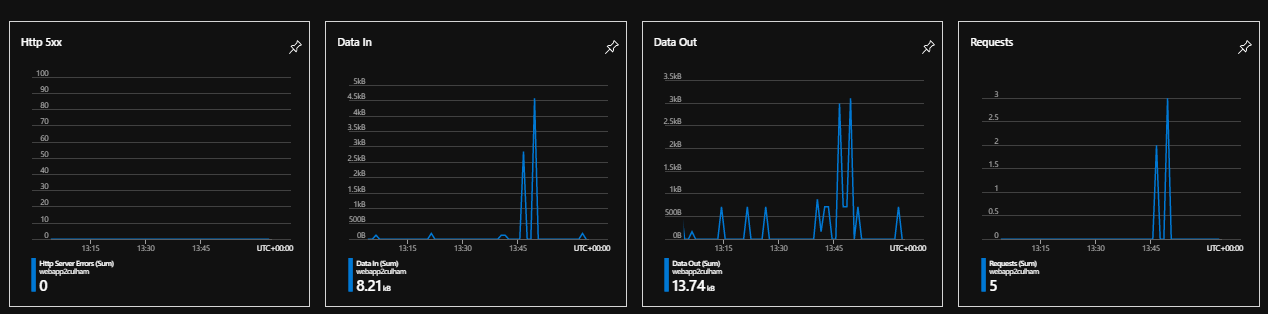 Http 5xx
100
90
80
70
60
50
40
30
20
10
0
13:15 13:30 13:45 UTC+00:00
Http Server Errors (Sum)
webapp2culham
0
Data In
5kB
4.5kB
4kB
3.5kB
3kB
2.5kB
2kB
1.5kB
1kB
500B
0B
13:15 13:30 13:45 UTC+00:00
Data In (Sum)
webapp2culham
8.21 kB
Data Out
3.5kB
3kB
2.5kB
2kB
1.5kB
1kB
500B
0B
13:15 13:30 13:45 UTC+00:00
Data Out (Sum)
webapp2culham
13.74 kB
Requests
3
2.5
2
1.5
1
0.5
0
13:15 13:30 13:45 UTC+00:00
Requests (Sum)
webapp2culham
5